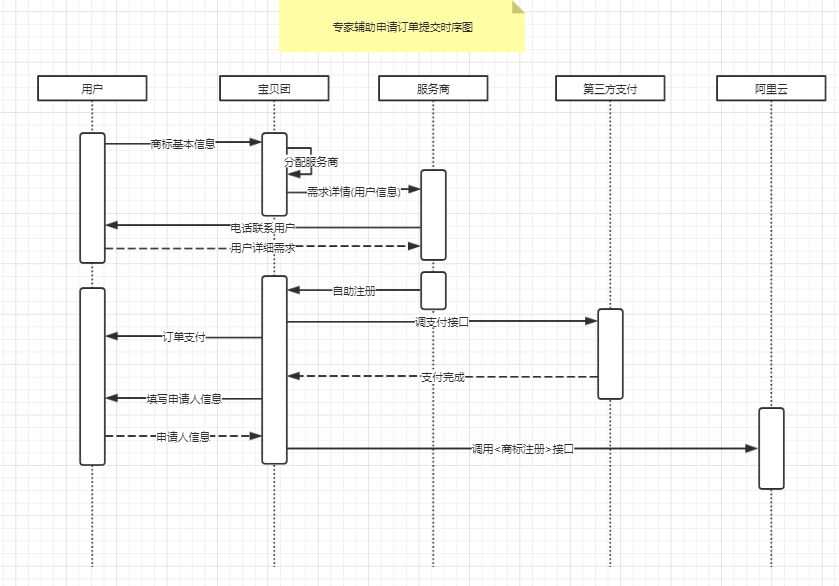 专家辅助申请订单提交时序图
用户
宝贝团
服务商
第三方支付
阿里云
商标基本信息
分配服务商
需求详情(用户信息)
电话联系用户
用户详细需求
自助注册
调支付接口
订单支付
支付完成
填写申请人信息
申请人信息
调用<商标注册>接口